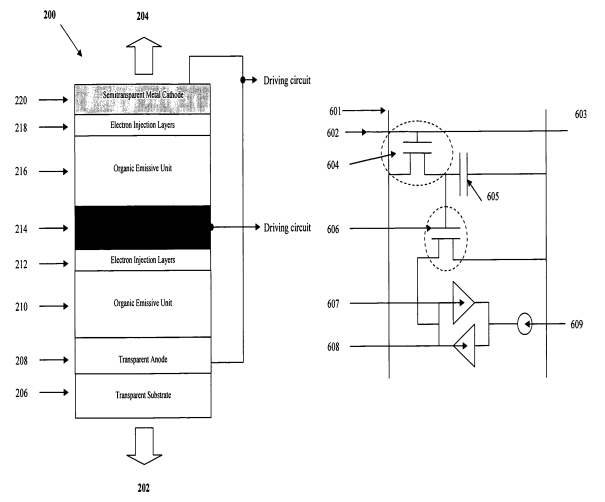 200
204
Driving circuit
220
Semitransparent Metal Cathode
218
Electron Injection Layers
216
Organic Emissive Unit
214
Driving circuit
212
Electron Injection Layers
210
Organic Emissive Unit
208
Transparent Anode
206
Transparent Substrate
202
601
603
602
604
605
606
607
609
608